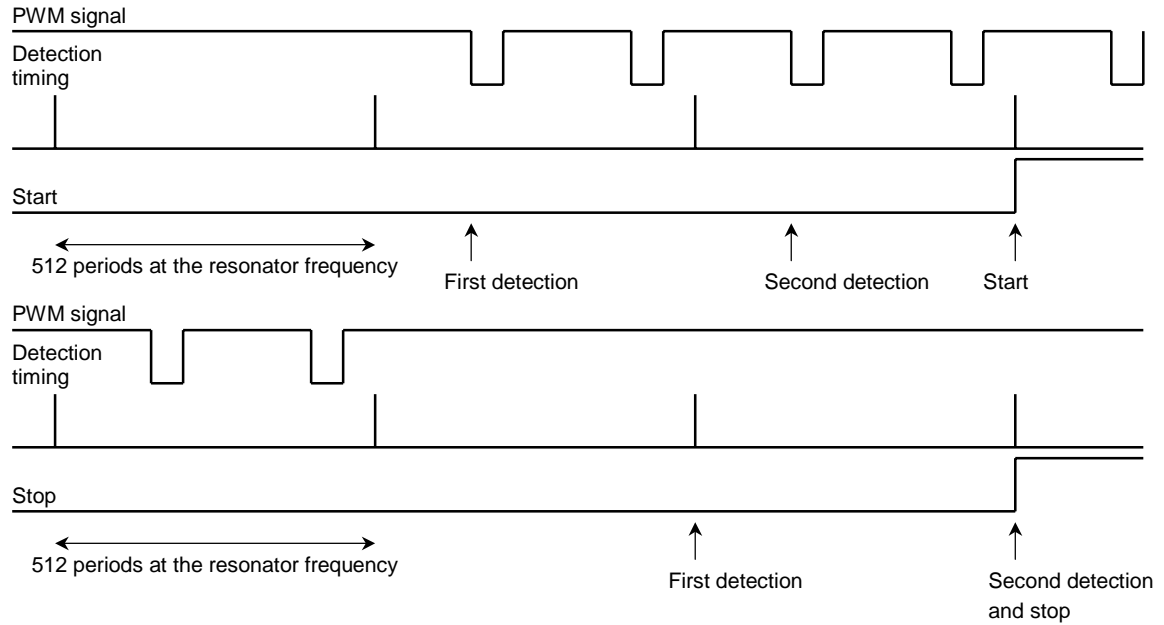 PWM signal
Detection
timing
Start
512 periods at the resonator frequency
First detection
Second detection
Start
PWM signal
Detection
timing
Stop
512 periods at the resonator frequency
First detection
Second detection
and stop